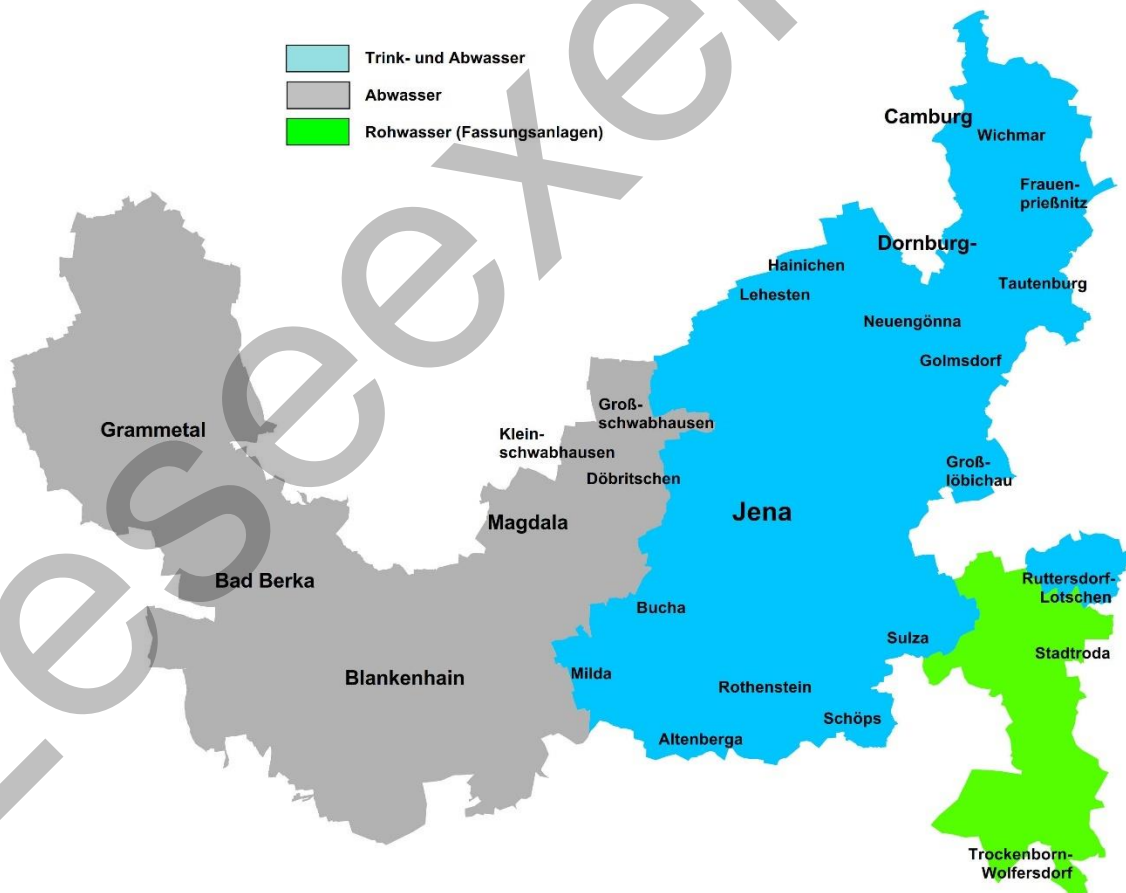 Trink- und Abwasser
Abwasser
Rohwasser (Fassungsanlagen)
Camburg
Wichmar
Frauen-
prießnitz
Dornburg-
Hainichen
Tautenburg
Lehesten
Neuengönna
Golmsdorf
Groß-
schwabhausen
Grammetal
Klein-
schwabhausen
Döbritschen
Groß-
löbichau
Jena
Magdala
Bad Berka
Ruttersdorf-
Lotschen
Bucha
Sulza
Stadtroda
Blankenhain
Milda
Rothenstein
Schöps
Altenberga
Trockenborn-
Wolfersdorf